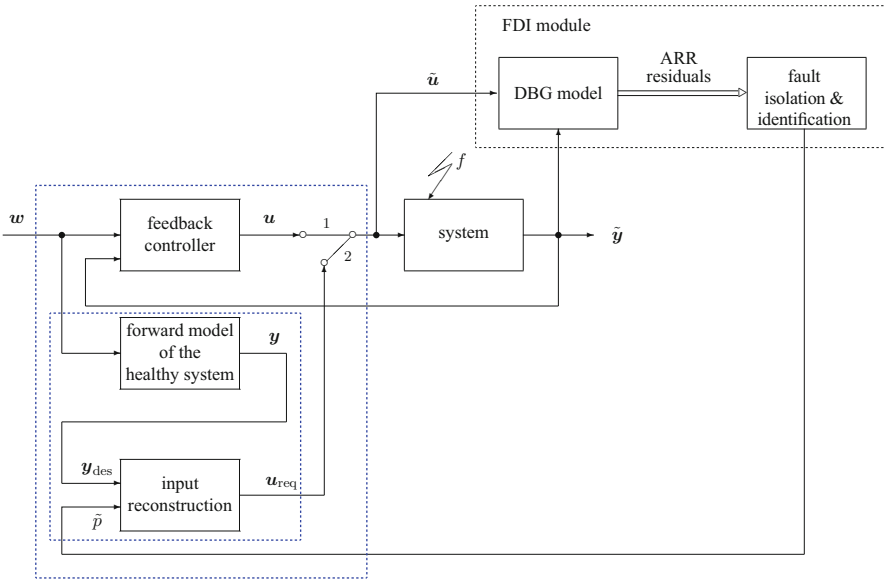 FDI module
ARR
residuals
ũ
DBG model
fault
isolation &
identification
f
w
feedback
controller
u
1
2
system
ỹ
forward model
of the
healthy system
y
y_des
input
reconstruction
u_req
p̃